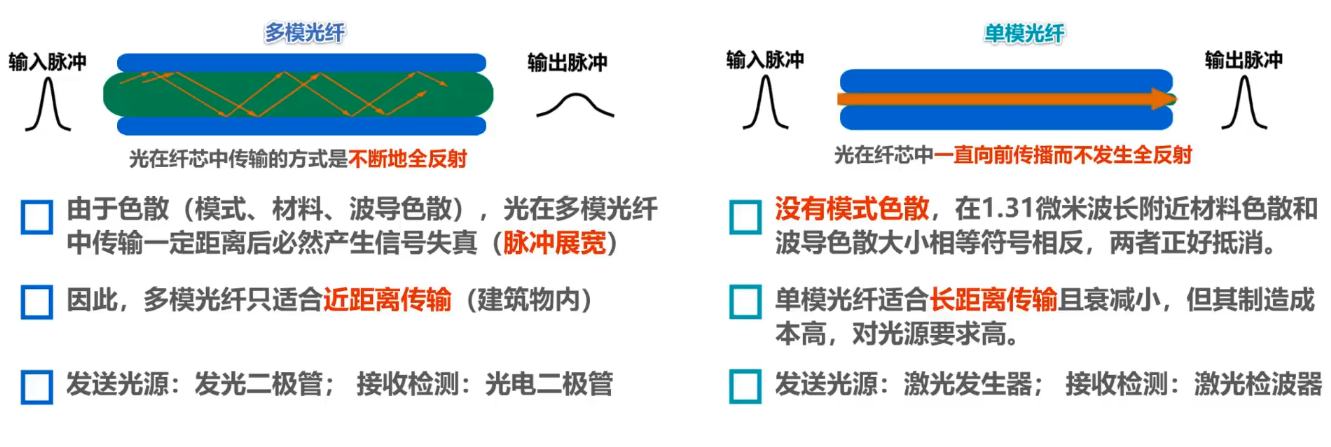 多模光纤
输入脉冲
输出脉冲
光在纤芯中传输的方式是不断地全反射
由于色散（模式、材料、波导色散），光在多模光纤
中传输一定距离后必然产生信号失真（脉冲展宽）
因此，多模光纤只适合近距离传输（建筑物内）
发送光源：发光二极管； 接收检测：光电二极管
单模光纤
输入脉冲
输出脉冲
光在纤芯中一直向前传播而不发生全反射
没有模式色散，在1.31微米波长附近材料色散和
波导色散大小相等符号相反，两者正好抵消。
单模光纤适合长距离传输且衰减小，但其制造成
本高，对光源要求高。
发送光源：激光发生器； 接收检测：激光检波器